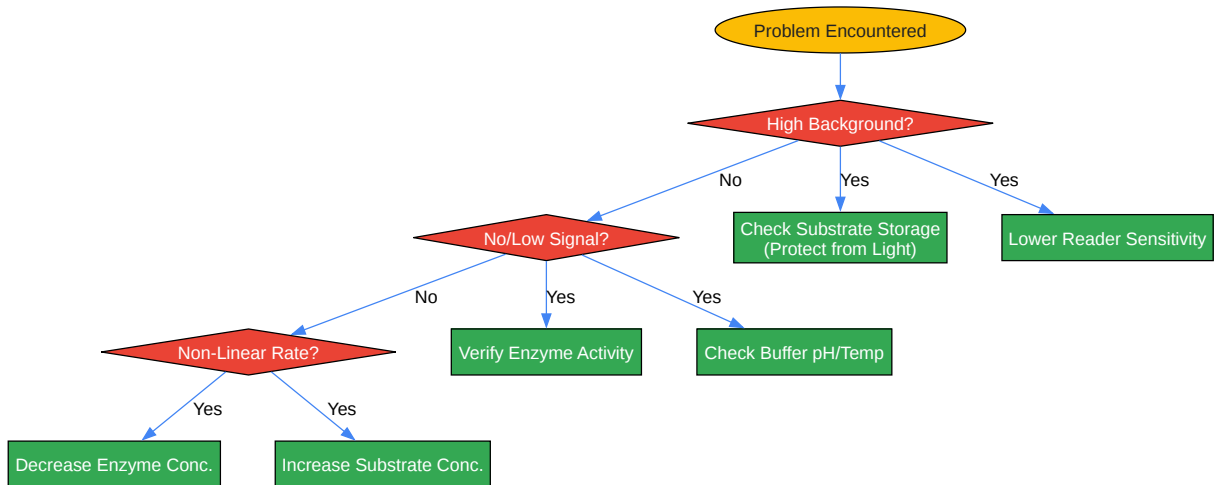 Problem Encountered
High Background?
No
Yes
Yes
No/Low Signal?
Check Substrate Storage
(Protect from Light)
Lower Reader Sensitivity
No
Yes
Yes
Non-Linear Rate?
Verify Enzyme Activity
Check Buffer pH/Temp
Yes
Yes
Decrease Enzyme Conc.
Increase Substrate Conc.